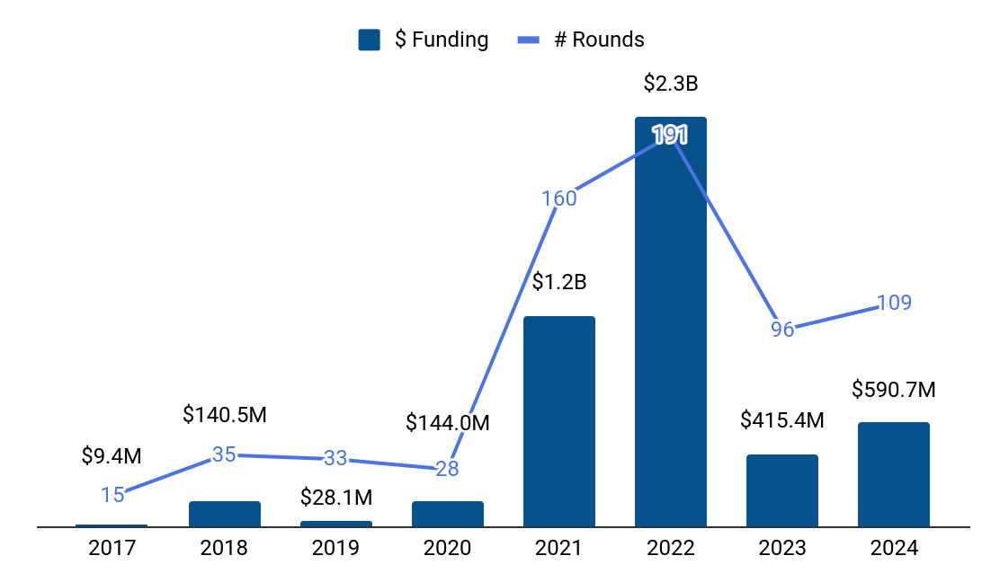 $ Funding # Rounds
$2.3B
191
160
$1.2B
109
96
$590.7M
$140.5M
$144.0M
$415.4M
$9.4M
35
33
28
15
$28.1M
2017 2018 2019 2020 2021 2022 2023 2024